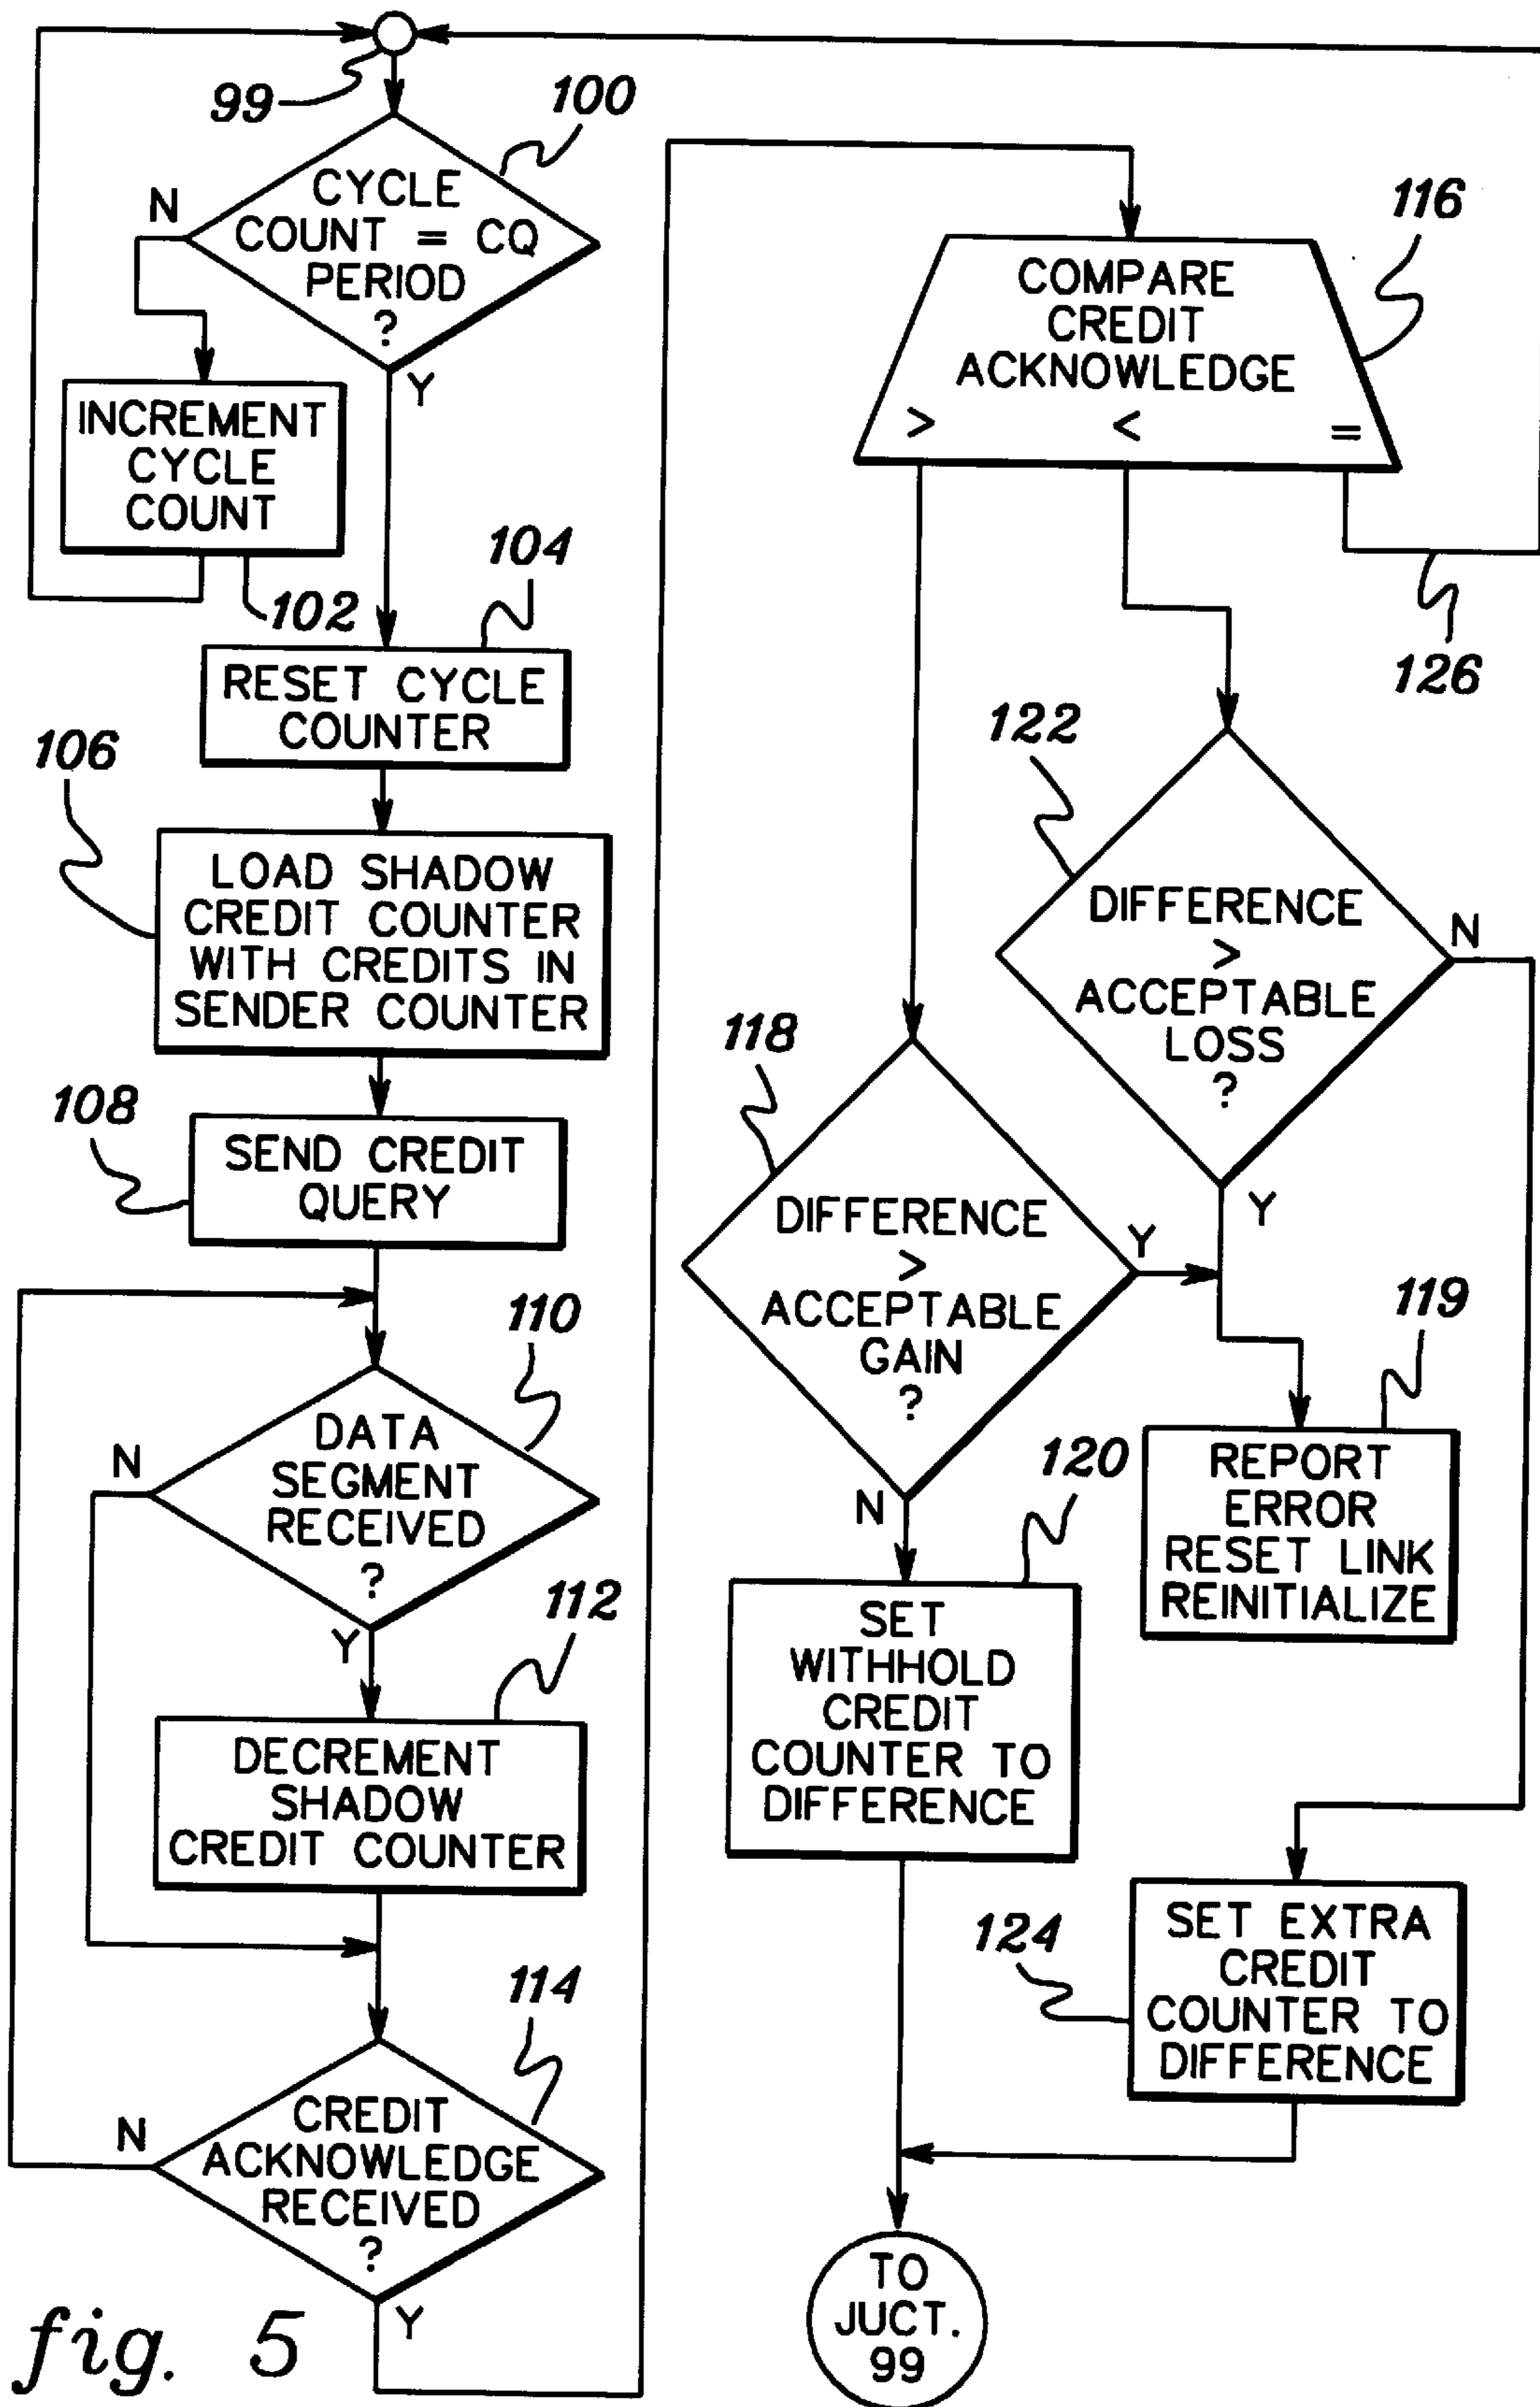 99
100
CYCLE
COUNT = CQ
PERIOD
?
N
Y
INCREMENT
CYCLE
COUNT
102
104
RESET CYCLE
COUNTER
106
LOAD SHADOW
CREDIT COUNTER
WITH CREDITS IN
SENDER COUNTER
108
SEND CREDIT
QUERY
110
DATA
SEGMENT
RECEIVED
?
N
Y
112
DECREMENT
SHADOW
CREDIT COUNTER
114
CREDIT
ACKNOWLEDGE
RECEIVED
?
N
Y
116
COMPARE
CREDIT
ACKNOWLEDGE
> < =
126
122
DIFFERENCE
>
ACCEPTABLE
LOSS
?
N
Y
118
DIFFERENCE
>
ACCEPTABLE
GAIN
?
Y
N
119
REPORT
ERROR
RESET LINK
REINITIALIZE
120
SET
WITHHOLD
CREDIT
COUNTER TO
DIFFERENCE
124
SET EXTRA
CREDIT
COUNTER TO
DIFFERENCE
TO
JUCT.
99
fig. 5